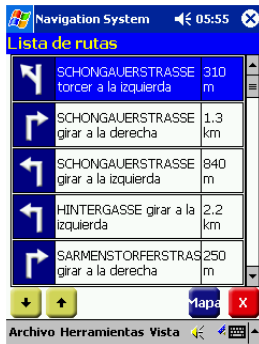 Navigation System 05:55
Lista de rutas
SCHONGAUERSTRASSE 310
torcer a la izquierda m
SCHONGAUERSTRASSE 1.3
girar a la derecha km
SCHONGAUERSTRASSE 840
girar a la izquierda m
HINTERGASSE girar a la 2.2
izquierda km
SARMENSTORFERSTRAS 250
girar a la derecha m
Mapa X
Archivo Herramientas Vista